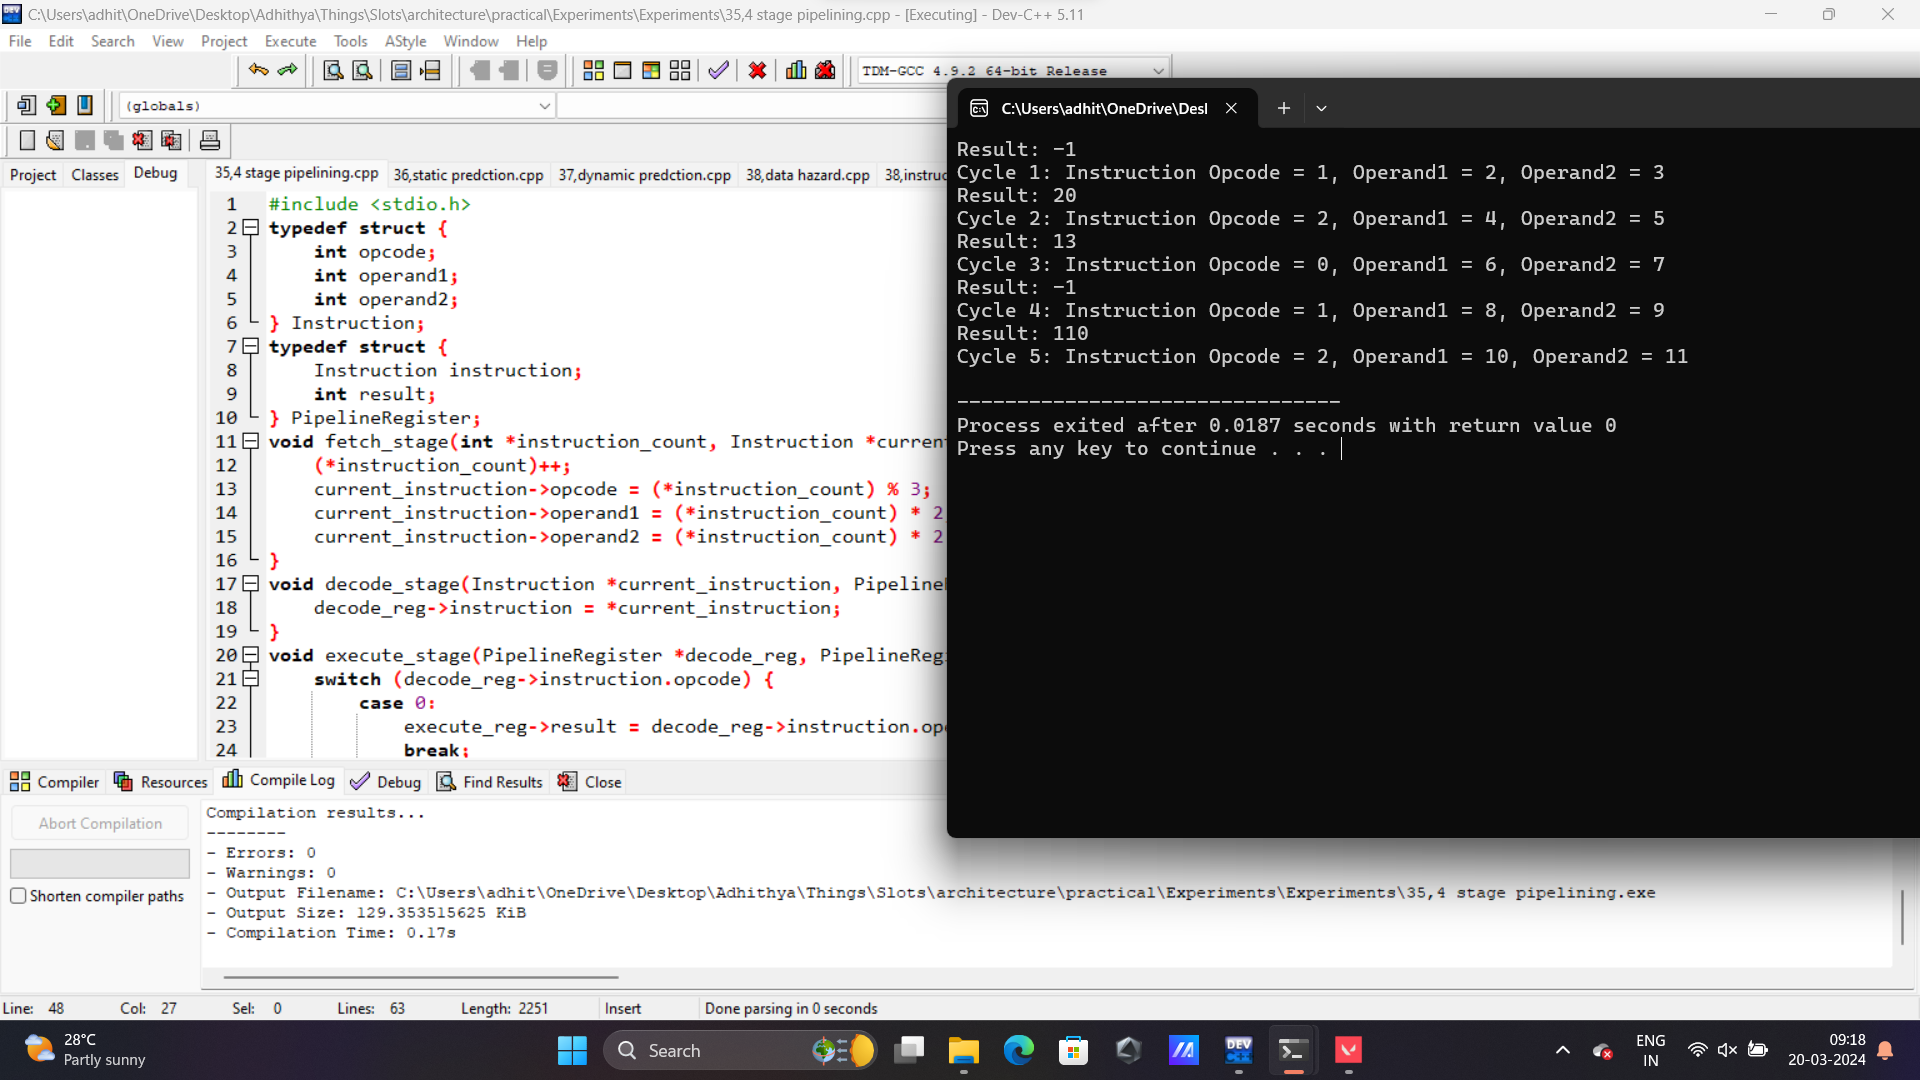 C:\Users\adhit\OneDrive\Desktop\Adhithya\Things\Slots\architecture\practical\Experiments\Experiments\35,4 stage pipelining.cpp - [Executing] - Dev-C++ 5.11
File Edit Search View Project Execute Tools AStyle Window Help
TDM-GCC 4.9.2 64-bit Release
(globals)
Project Classes Debug
35,4 stage pipelining.cpp 36,static predction.cpp 37,dynamic predction.cpp 38,data hazard.cpp 38,instruc
1 #include <stdio.h>
2 typedef struct {
3 int opcode;
4 int operand1;
5 int operand2;
6 } Instruction;
7 typedef struct {
8 Instruction instruction;
9 int result;
10 } PipelineRegister;
11 void fetch_stage(int *instruction_count, Instruction *curren
12 (*instruction_count)++;
13 current_instruction->opcode = (*instruction_count) % 3;
14 current_instruction->operand1 = (*instruction_count) * 2
15 current_instruction->operand2 = (*instruction_count) * 2
16 }
17 void decode_stage(Instruction *current_instruction, Pipeline
18 decode_reg->instruction = *current_instruction;
19 }
20 void execute_stage(PipelineRegister *decode_reg, PipelineReg
21 switch (decode_reg->instruction.opcode) {
22 case 0:
23 execute_reg->result = decode_reg->instruction.op
24 break;
C:\Users\adhit\OneDrive\Desl
Result: -1
Cycle 1: Instruction Opcode = 1, Operand1 = 2, Operand2 = 3
Result: 20
Cycle 2: Instruction Opcode = 2, Operand1 = 4, Operand2 = 5
Result: 13
Cycle 3: Instruction Opcode = 0, Operand1 = 6, Operand2 = 7
Result: -1
Cycle 4: Instruction Opcode = 1, Operand1 = 8, Operand2 = 9
Result: 110
Cycle 5: Instruction Opcode = 2, Operand1 = 10, Operand2 = 11
--------------------------------
Process exited after 0.0187 seconds with return value 0
Press any key to continue . . .
Compiler Resources Compile Log Debug Find Results Close
Abort Compilation
Shorten compiler paths
Compilation results...
--------
- Errors: 0
- Warnings: 0
- Output Filename: C:\Users\adhit\OneDrive\Desktop\Adhithya\Things\Slots\architecture\practical\Experiments\Experiments\35,4 stage pipelining.exe
- Output Size: 129.353515625 KiB
- Compilation Time: 0.17s
Line: 48 Col: 27 Sel: 0 Lines: 63 Length: 2251 Insert Done parsing in 0 seconds
28°C
Partly sunny
Search
DEV
ENG
IN
09:18
20-03-2024